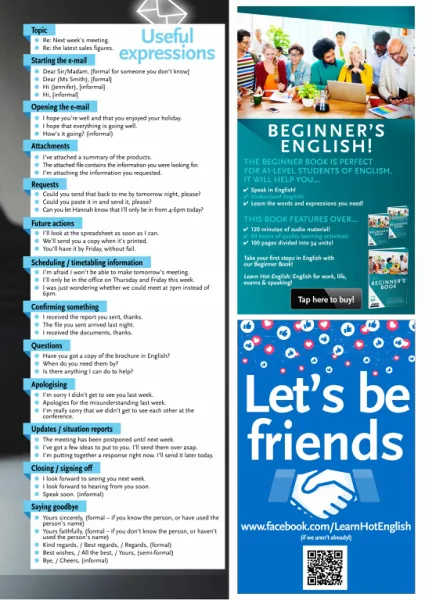 Useful
expressions
Topic
Re: Next week's meeting.
Re: the latest sales figures.
Starting the e-mail
Dear Sir/Madam, (formal for someone you don't know)
Dear (Ms Smith), (formal)
Hi (Jennifer), (informal)
Hi, (informal)
Opening the e-mail
I hope you're well and that you enjoyed your holiday.
I hope that everything is going well.
How's it going? (informal)
Attachments
I've attached a summary of the products.
The attached file contains the information you were looking for.
I'm attaching the information you requested.
Requests
Could you send that back to me by tomorrow night, please?
Could you paste it in and send it, please?
Can you let Hannah know that I'll only be in from 4-6pm today?
Future actions
I'll look at the spreadsheet as soon as I can.
We'll send you a copy when it's printed.
You'll have it by Friday, without fail.
Scheduling / timetabling information
I'm afraid I won't be able to make tomorrow's meeting.
I'll only be in the office on Thursday and Friday this week.
I was just wondering whether we could meet at 7pm instead of
6pm.
Confirming something
I received the report you sent, thanks.
The file you sent arrived last night.
I received the documents, thanks.
Questions
Have you got a copy of the brochure in English?
When do you need them by?
Is there anything I can do to help?
Apologising
I'm sorry I didn't get to see you last week.
Apologies for the misunderstanding last week.
I'm really sorry that we didn't get to see each other at the
conference.
Updates / situation reports
The meeting has been postponed until next week.
I've got a few ideas to put to you. I'll send them over asap.
I'm putting together a response right now. I'll send it later today.
Closing / signing off
I look forward to seeing you next week.
I look forward to hearing from you soon.
Speak soon. (informal)
Saying goodbye
Yours sincerely, (formal – if you know the person, or have used the
person's name)
Yours faithfully, (formal – if you don't know the person, or haven't
used the person's name)
Kind regards, / Best regards, / Regards, (formal)
Best wishes, / All the best, / Yours, (semi-formal)
Bye, / Cheers, (informal)
BEGINNER'S
ENGLISH!
THE BEGINNER BOOK IS PERFECT
FOR A1-LEVEL STUDENTS OF ENGLISH.
IT WILL HELP YOU...
Speak in English!
Understand English!
Learn the words and expressions you need!
THIS BOOK FEATURES OVER...
120 minutes of audio material!
80 hours of quality learning activities!
100 pages divided into 34 units!
Take your first steps in English with
our Beginner Book!
Learn Hot English: English for work, life,
exams & speaking!
BEGINNER'S
BOOK
Tap here to buy!
Let's be
friends
www.facebook.com/LearnHotEnglish
(if we aren't already!)